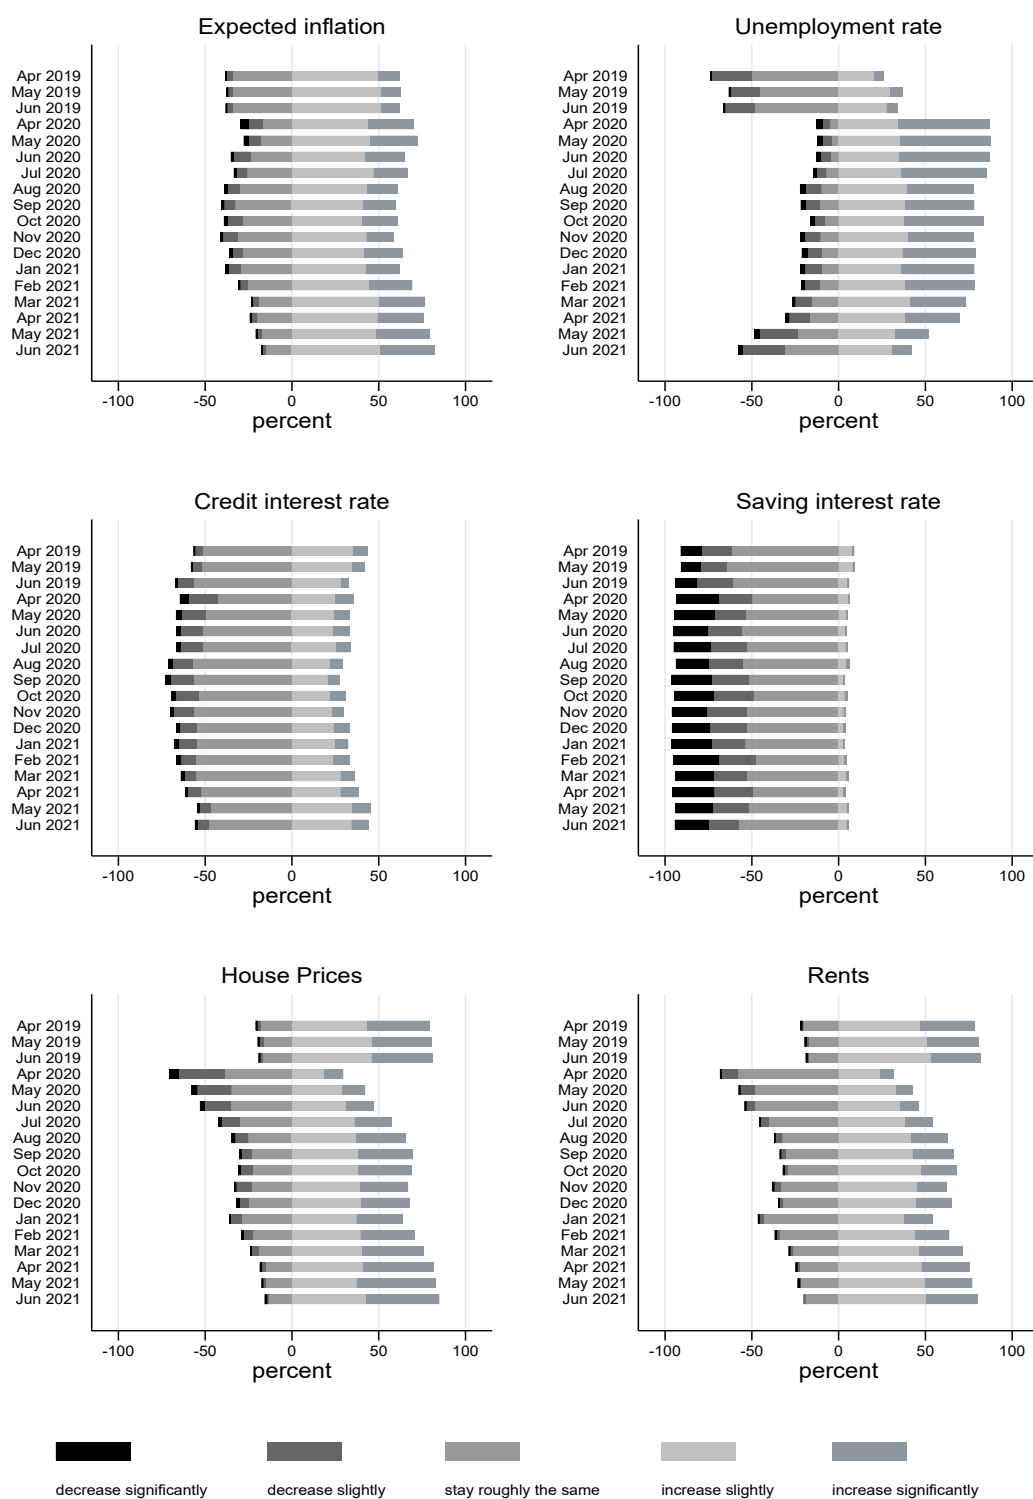 Expected inflation
Apr 2019
May 2019
Jun 2019
Apr 2020
May 2020
Jun 2020
Jul 2020
Aug 2020
Sep 2020
Oct 2020
Nov 2020
Dec 2020
Jan 2021
Feb 2021
Mar 2021
Apr 2021
May 2021
Jun 2021
-100 -50 0 50 100
percent
Unemployment rate
Apr 2019
May 2019
Jun 2019
Apr 2020
May 2020
Jun 2020
Jul 2020
Aug 2020
Sep 2020
Oct 2020
Nov 2020
Dec 2020
Jan 2021
Feb 2021
Mar 2021
Apr 2021
May 2021
Jun 2021
-100 -50 0 50 100
percent
Credit interest rate
Apr 2019
May 2019
Jun 2019
Apr 2020
May 2020
Jun 2020
Jul 2020
Aug 2020
Sep 2020
Oct 2020
Nov 2020
Dec 2020
Jan 2021
Feb 2021
Mar 2021
Apr 2021
May 2021
Jun 2021
-100 -50 0 50 100
percent
Saving interest rate
Apr 2019
May 2019
Jun 2019
Apr 2020
May 2020
Jun 2020
Jul 2020
Aug 2020
Sep 2020
Oct 2020
Nov 2020
Dec 2020
Jan 2021
Feb 2021
Mar 2021
Apr 2021
May 2021
Jun 2021
-100 -50 0 50 100
percent
House Prices
Apr 2019
May 2019
Jun 2019
Apr 2020
May 2020
Jun 2020
Jul 2020
Aug 2020
Sep 2020
Oct 2020
Nov 2020
Dec 2020
Jan 2021
Feb 2021
Mar 2021
Apr 2021
May 2021
Jun 2021
-100 -50 0 50 100
percent
Rents
Apr 2019
May 2019
Jun 2019
Apr 2020
May 2020
Jun 2020
Jul 2020
Aug 2020
Sep 2020
Oct 2020
Nov 2020
Dec 2020
Jan 2021
Feb 2021
Mar 2021
Apr 2021
May 2021
Jun 2021
-100 -50 0 50 100
percent
decrease significantly decrease slightly stay roughly the same increase slightly increase significantly